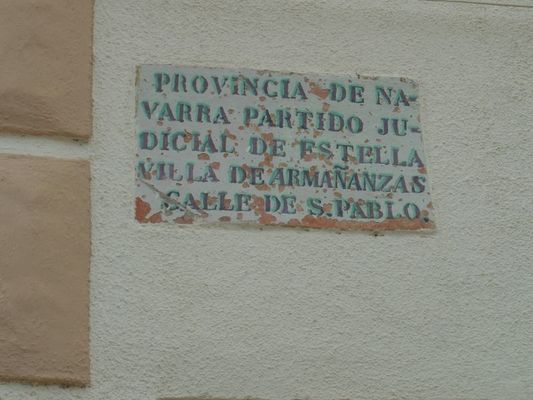 PROVINCIA DE NA-
VARRA PARTIDO JU-
DICIAL DE ESTELLA
VILLA DE ARMAÑANZAS
CALLE DE S. PABLO.